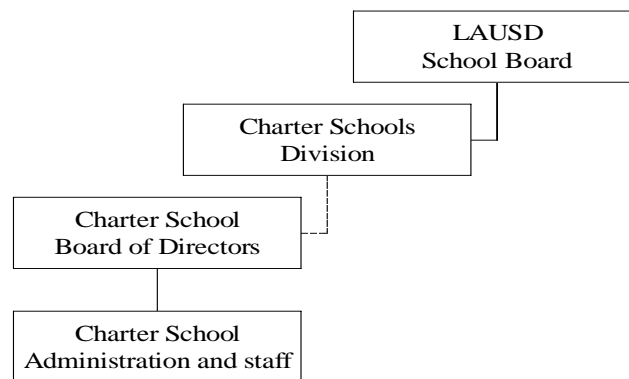 LAUSD
School Board
Charter Schools
Division
Charter School
Board of Directors
Charter School
Administration and staff